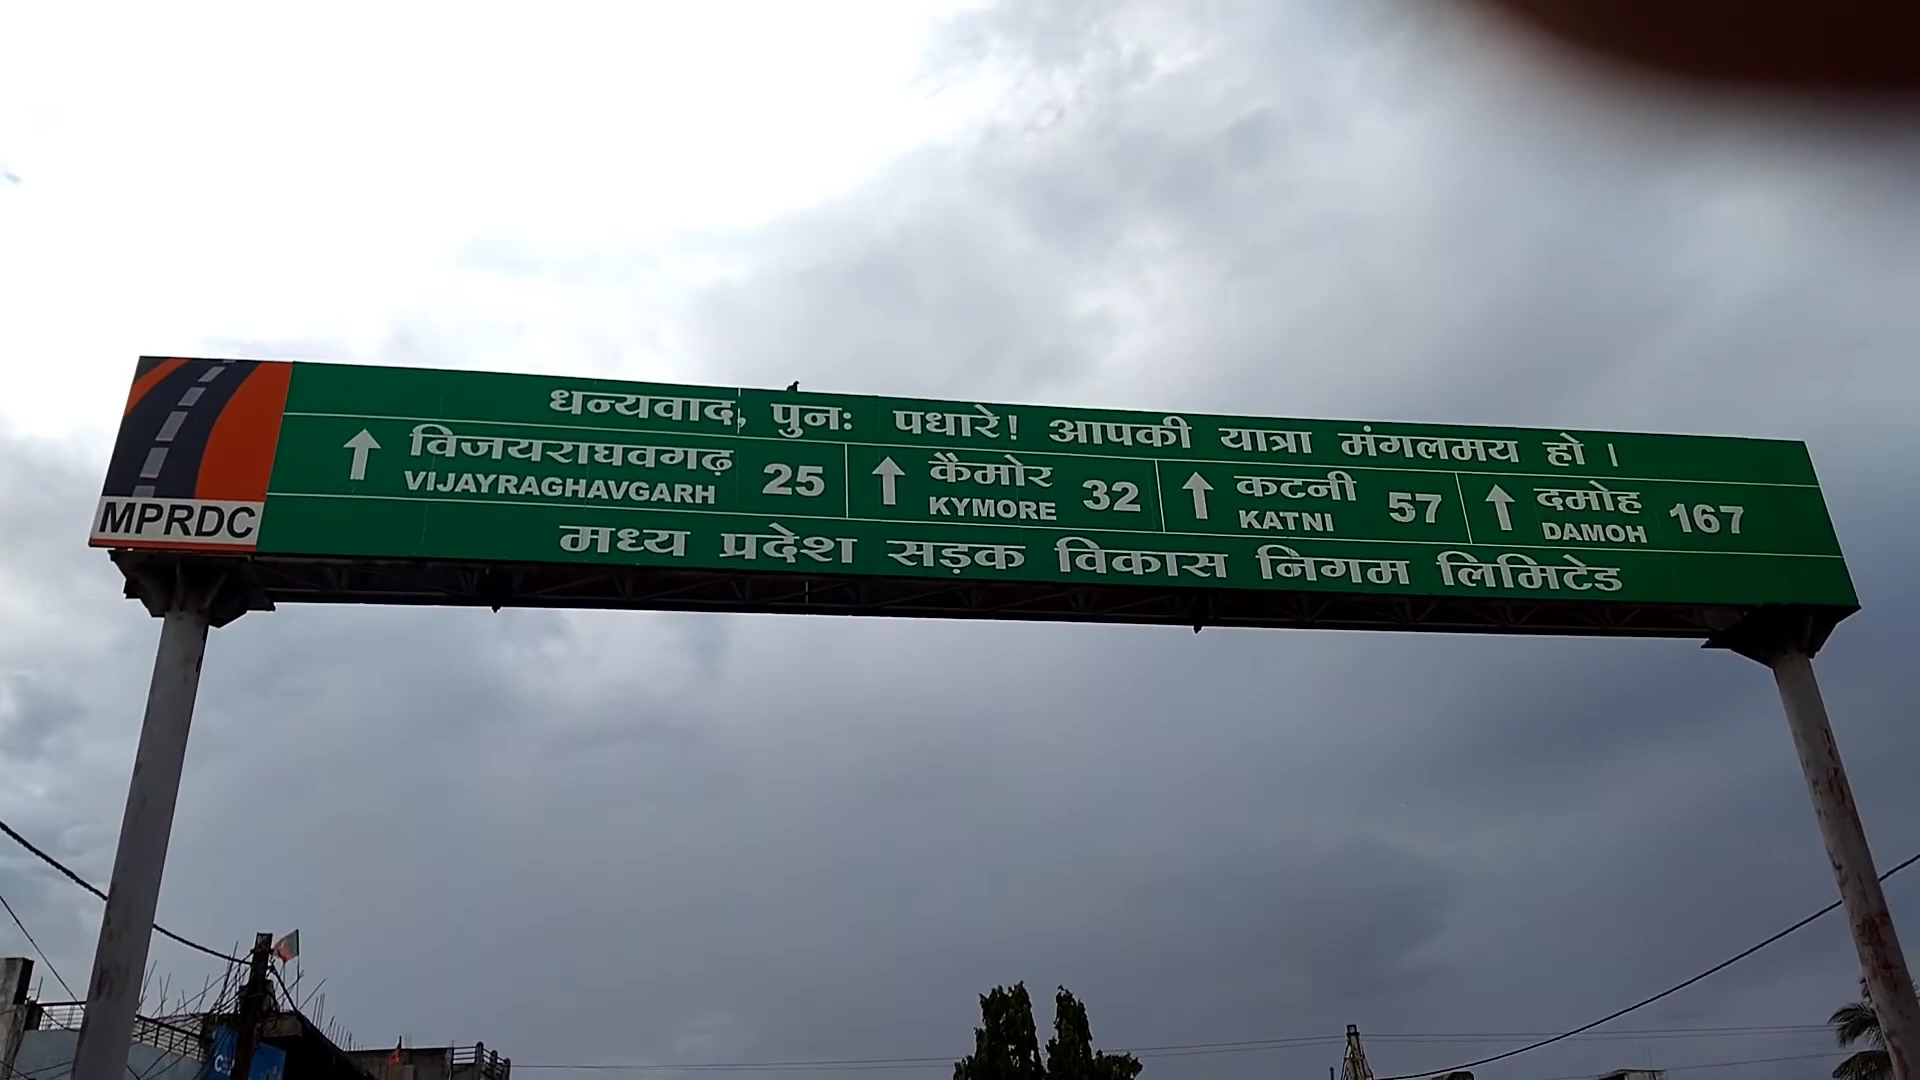 धन्यवाद, पुनः पधारे! आपकी यात्रा मंगलमय हो।
विजयराघवगढ़ 25 कैमोर 32 कटनी 57 दमोह 167
VIJAYRAGHAVGARH KYMORE KATNI DAMOH
MPRDC
मध्य प्रदेश सड़क विकास निगम लिमिटेड